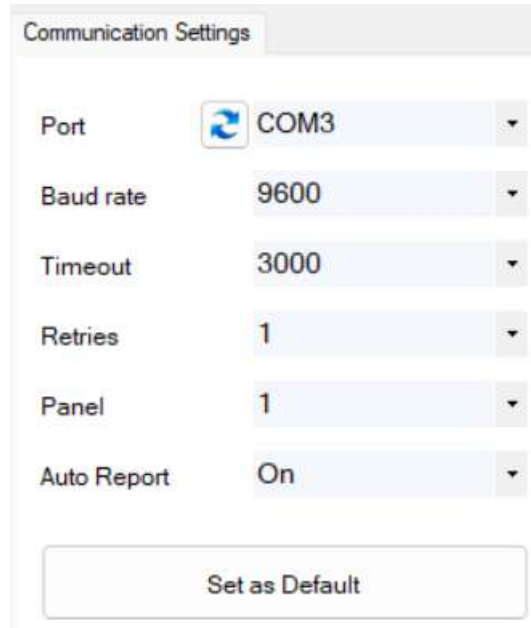 Communication Settings
Port COM3
Baud rate 9600
Timeout 3000
Retries 1
Panel 1
Auto Report On
Set as Default